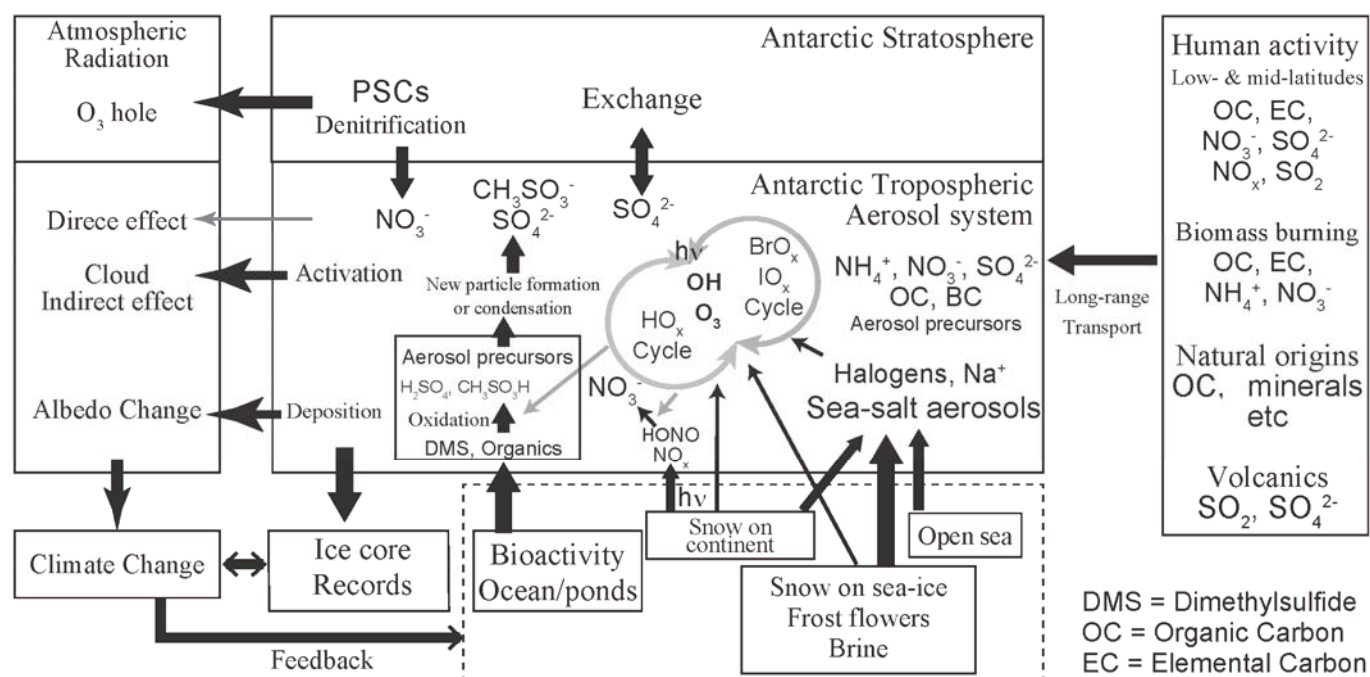 Atmospheric
Radiation
O₃ hole
Antarctic Stratosphere
PSCs
Denitrification
Exchange
Human activity
Low- & mid-latitudes
OC, EC,
NO₃⁻, SO₄²⁻
NOₓ, SO₂
Biomass burning
OC, EC,
NH₄⁺, NO₃⁻
Natural origins
OC, minerals
etc
Volcanics
SO₂, SO₄²⁻
Long-range
Transport
Direce effect
Cloud
Indirect effect
Albedo Change
Activation
Deposition
NO₃⁻
CH₃SO₃⁻
SO₄²⁻
SO₄²⁻
Antarctic Tropospheric
Aerosol system
New particle formation
or condensation
Aerosol precursors
H₂SO₄, CH₃SO₃H
Oxidation
DMS, Organics
hν
OH
O₃
HOₓ
Cycle
BrOₓ
IOₓ
Cycle
NH₄⁺, NO₃⁻, SO₄²⁻
OC, BC
Aerosol precursors
Halogens, Na⁺
Sea-salt aerosols
NO₃⁻
HONO
NOₓ
hν
Climate Change
Ice core
Records
Feedback
Bioactivity
Ocean/ponds
Snow on
continent
Open sea
Snow on sea-ice
Frost flowers
Brine
DMS = Dimethylsulfide
OC = Organic Carbon
EC = Elemental Carbon